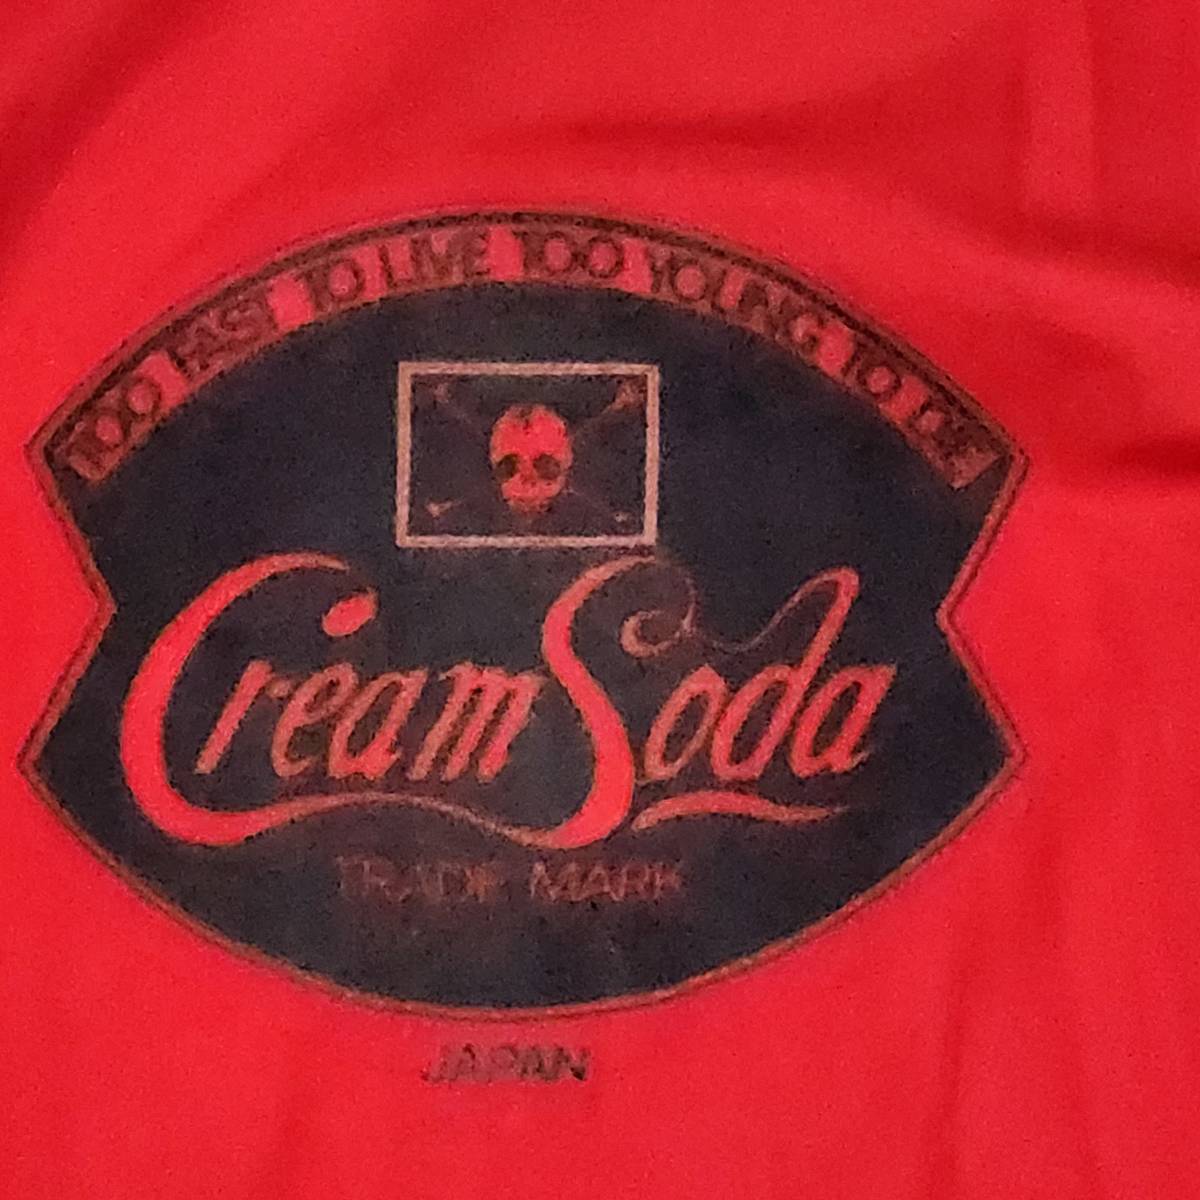 TOO FAST TO LIVE TOO YOUNG TO DIE
Cream Soda
TRADE MARK
JAPAN